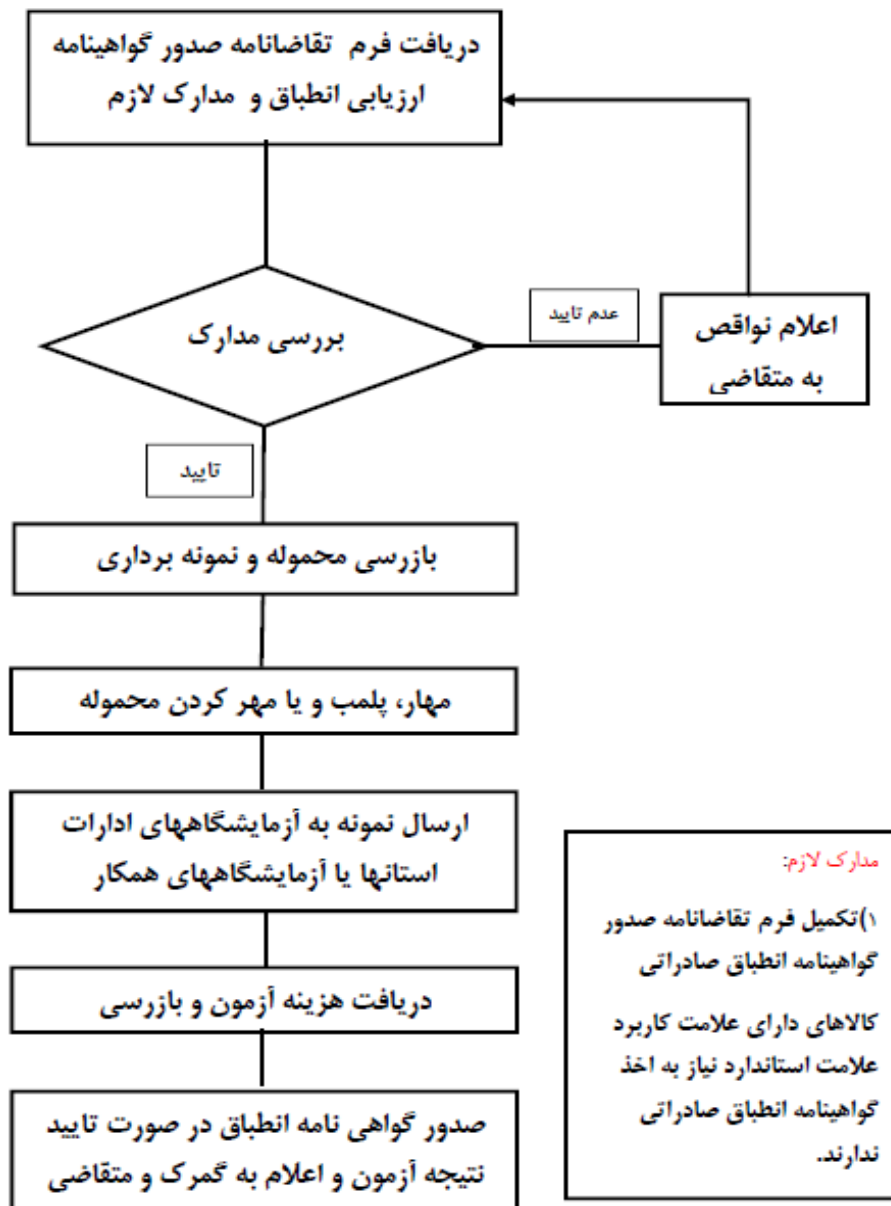 دریافت فرم تقاضانامه صدور گواهینامه
ارزیابی انطباق و مدارک لازم
بررسی مدارک
عدم تایید
اعلام نواقص
به متقاضی
تایید
بازرسی محموله و نمونه برداری
مهار، پلمب و یا مهر کردن محموله
ارسال نمونه به آزمایشگاههای ادارات
استانها یا آزمایشگاههای همکار
دریافت هزینه آزمون و بازرسی
صدور گواهی نامه انطباق در صورت تایید
نتیجه آزمون و اعلام به گمرک و متقاضی
مدارک لازم:
۱)تکمیل فرم تقاضانامه صدور
گواهینامه انطباق صادراتی
کالاهای دارای علامت کاربرد
علامت استاندارد نیاز به اخذ
گواهینامه انطباق صادراتی
ندارند.